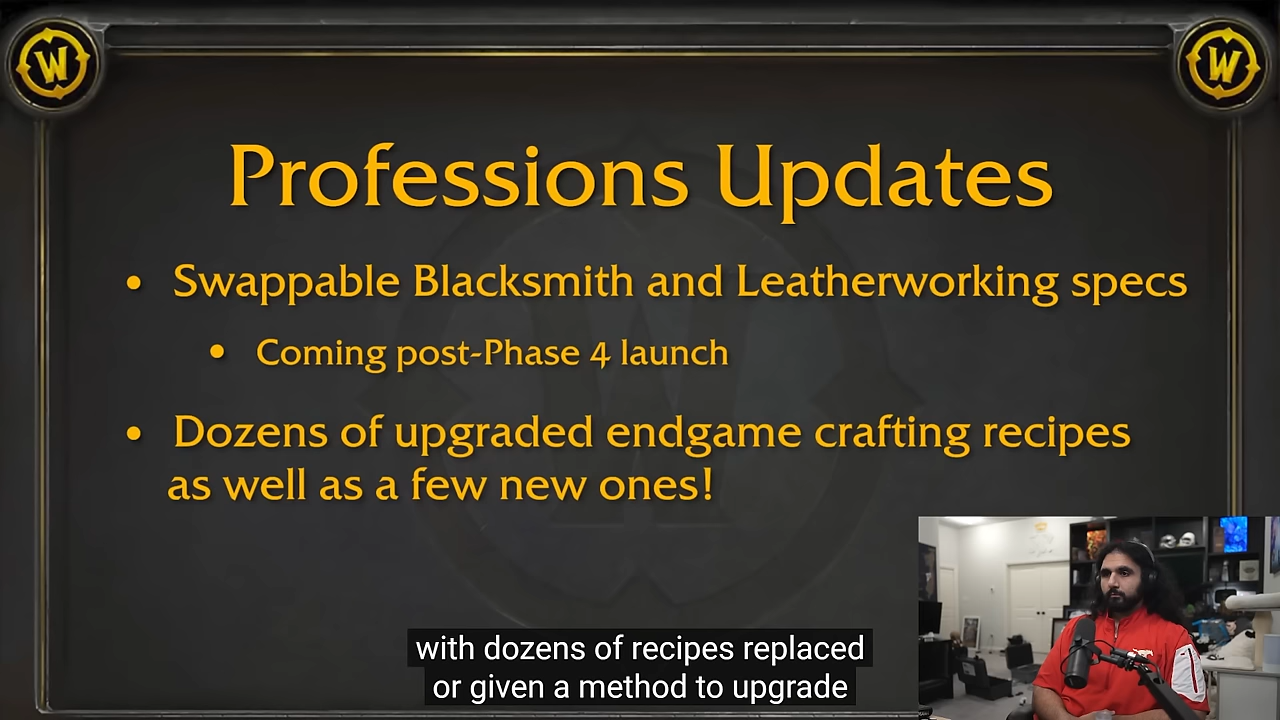 W
W
Professions Updates
• Swappable Blacksmith and Leatherworking specs
• Coming post-Phase 4 launch
• Dozens of upgraded endgame crafting recipes
as well as a few new ones!
with dozens of recipes replaced
or given a method to upgrade